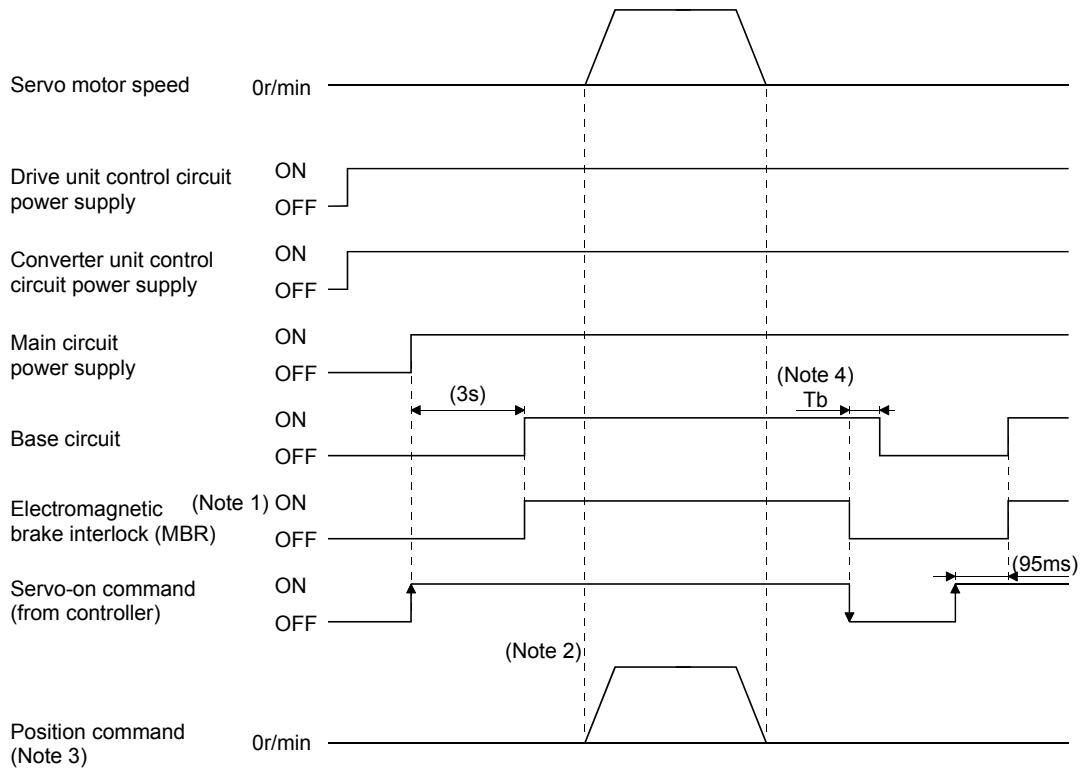 Servo motor speed 0r/min
Drive unit control circuit
power supply
ON
OFF
Converter unit control
circuit power supply
ON
OFF
Main circuit
power supply
ON
OFF
(3s)
(Note 4)
Tb
Base circuit
ON
OFF
Electromagnetic
brake interlock (MBR)
(Note 1) ON
OFF
(95ms)
Servo-on command
(from controller)
ON
OFF
(Note 2)
Position command
(Note 3)
0r/min